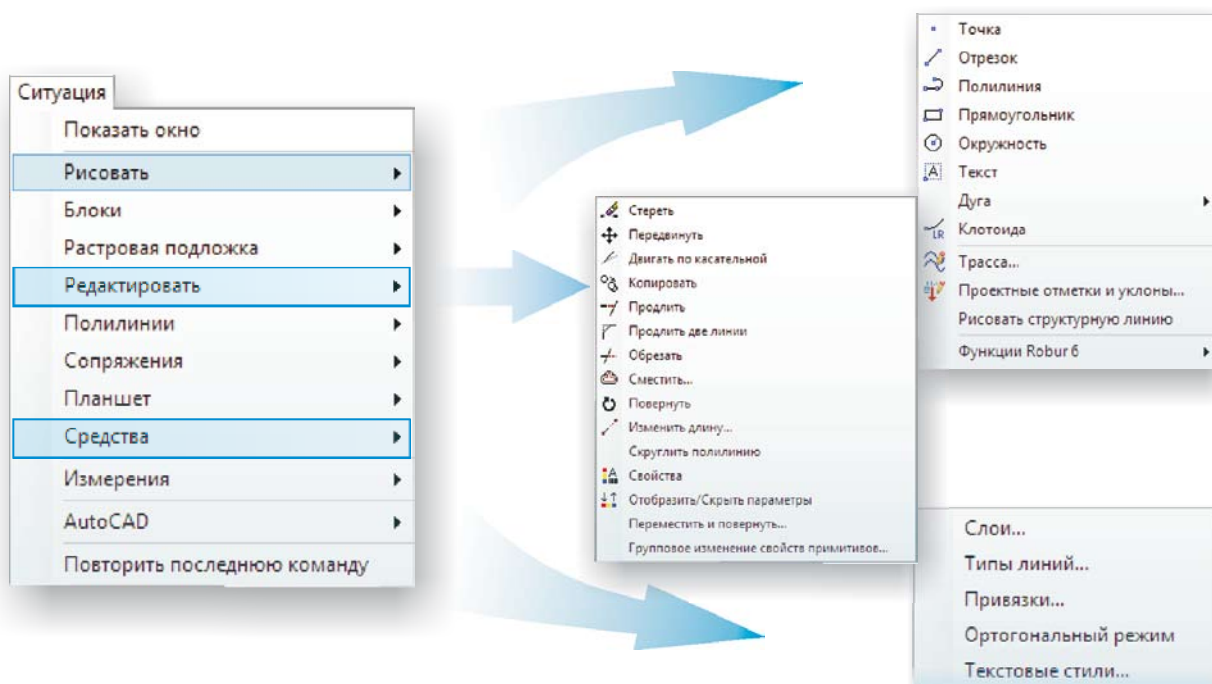 Ситуация
Показать окно
Рисовать
Блоки
Растровая подложка
Редактировать
Полилинии
Сопряжения
Планшет
Средства
Измерения
AutoCAD
Повторить последнюю команду
Стереть
Передвинуть
Двигать по касательной
Копировать
Продлить
Продлить две линии
Обрезать
Сместить...
Повернуть
Изменить длину...
Скруглить полилинию
Свойства
Отобразить/Скрыть параметры
Переместить и повернуть...
Групповое изменение свойств примитивов...
Точка
Отрезок
Полилиния
Прямоугольник
Окружность
A Текст
Дуга
LR Клотоида
Трасса...
Проектные отметки и уклоны...
Рисовать структурную линию
Функции Robur 6
Слои...
Типы линий...
Привязки...
Ортогональный режим
Текстовые стили...